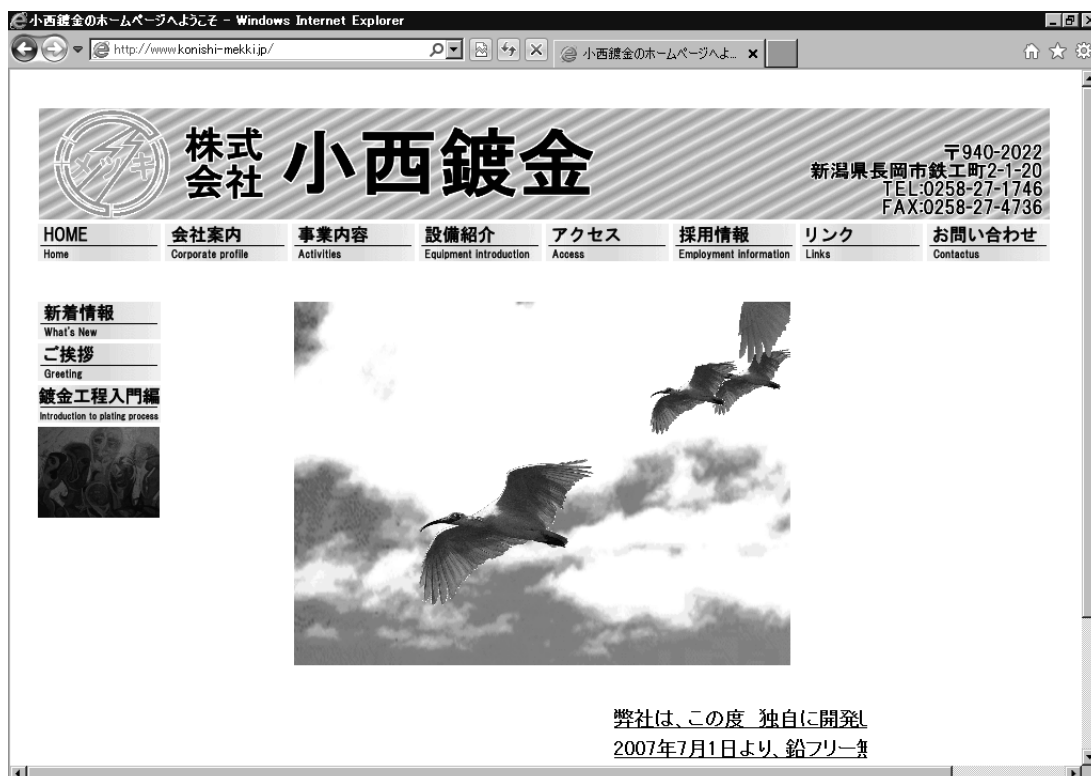 小西鍍金のホームページへようこそ - Windows Internet Explorer
http://www.konishi-mekki.jp/
小西鍍金のホームページへよ...
メッキ
株式会社 小西鍍金
〒940-2022
新潟県長岡市鉄工町2-1-20
TEL:0258-27-1746
FAX:0258-27-4736
HOME 会社案内 事業内容 設備紹介 アクセス 採用情報 リンク お問い合わせ
Home Corporate profile Activities Equipment introduction Access Employment information Links Contactus
新着情報
What's New
ご挨拶
Greeting
鍍金工程入門編
Introduction to plating process
弊社は、この度 独自に開発し
2007年7月1日より、鉛フリー無